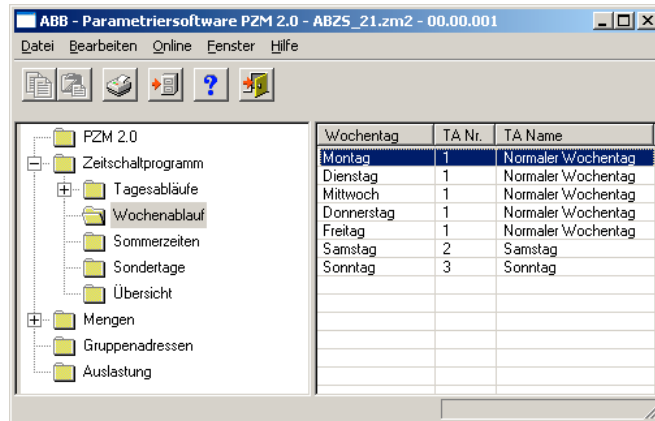 ABB - Parametriersoftware PZM 2.0 - ABZS_21.zm2 - 00.00.001
Datei Bearbeiten Online Fenster Hilfe
PZM 2.0
Zeitschaltprogramm
Tagesabläufe
Wochenablauf
Sommerzeiten
Sondertage
Übersicht
Mengen
Gruppenadressen
Auslastung
Wochentag TA Nr. TA Name
Montag 1 Normaler Wochentag
Dienstag 1 Normaler Wochentag
Mittwoch 1 Normaler Wochentag
Donnerstag 1 Normaler Wochentag
Freitag 1 Normaler Wochentag
Samstag 2 Samstag
Sonntag 3 Sonntag